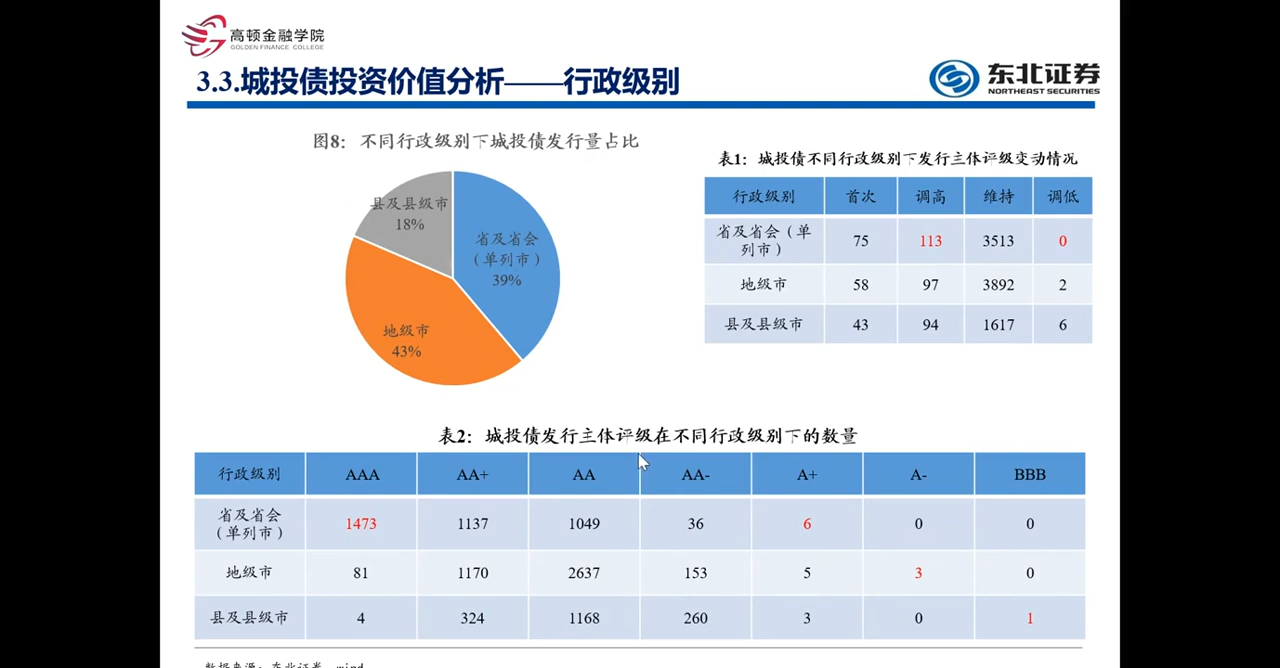 高顿金融学院
GOLDEN FINANCE COLLEGE
3.3.城投债投资价值分析——行政级别
东北证券
NORTHEAST SECURITIES
图8：不同行政级别下城投债发行量占比
县及县级市
18%
省及省会
（单列市）
39%
地级市
43%
表1：城投债不同行政级别下发行主体评级变动情况
行政级别 首次 调高 维持 调低
省及省会（单
列市） 75 113 3513 0
地级市 58 97 3892 2
县及县级市 43 94 1617 6
表2：城投债发行主体评级在不同行政级别下的数量
行政级别 AAA AA+ AA AA- A+ A- BBB
省及省会
（单列市） 1473 1137 1049 36 6 0 0
地级市 81 1170 2637 153 5 3 0
县及县级市 4 324 1168 260 3 0 1
数据来源：东北证券，wind